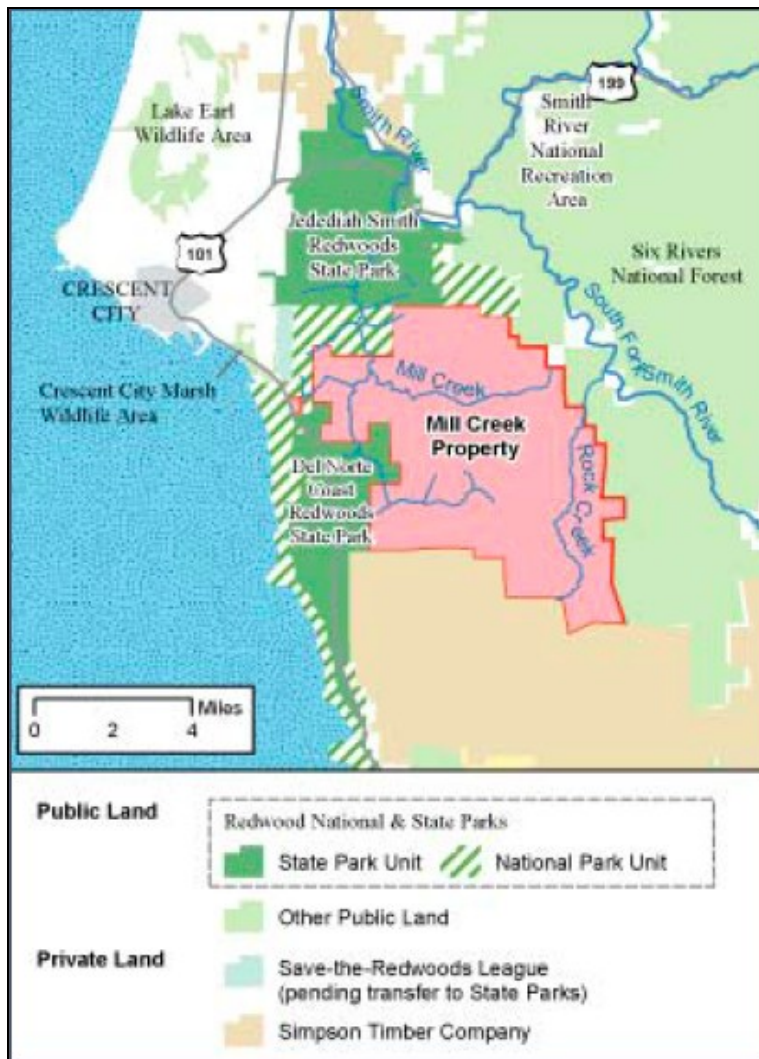 Lake Earl
Wildlife Area
Smith River
199
Smith
River
National
Recreation
Area
Jedediah Smith
Redwoods
State Park
101
Six Rivers
National Forest
CRESCENT
CITY
South Fork Smith River
Crescent City Marsh
Wildlife Area
Mill Creek
Mill Creek
Property
Rock Creek
Del Norte
Coast
Redwoods
State Park
Miles
0 2 4
Public Land
Redwood National & State Parks
State Park Unit National Park Unit
Other Public Land
Private Land
Save-the-Redwoods League
(pending transfer to State Parks)
Simpson Timber Company